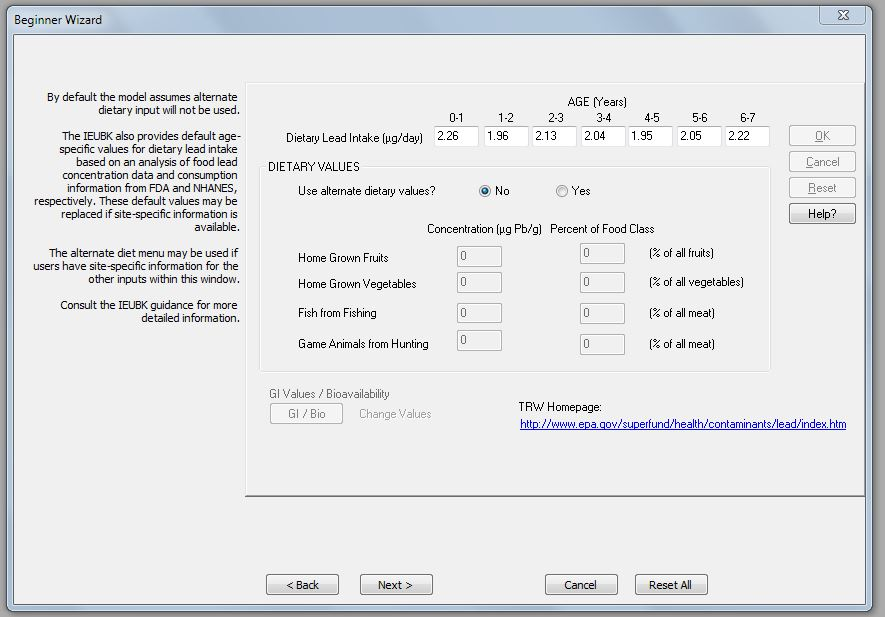 Beginner Wizard
By default the model assumes alternate
dietary input will not be used.
The IEUBK also provides default age-
specific values for dietary lead intake
based on an analysis of food lead
concentration data and consumption
information from FDA and NHANES,
respectively. These default values may be
replaced if site-specific information is
available.
The alternate diet menu may be used if
users have site-specific information for the
other inputs within this window.
Consult the IEUBK guidance for more
detailed information.
AGE (Years)
0-1 1-2 2-3 3-4 4-5 5-6 6-7
Dietary Lead Intake (µg/day) 2.26 1.96 2.13 2.04 1.95 2.05 2.22
DIETARY VALUES
Use alternate dietary values? No Yes
Concentration (µg Pb/g) Percent of Food Class
Home Grown Fruits 0 0 (% of all fruits)
Home Grown Vegetables 0 0 (% of all vegetables)
Fish from Fishing 0 0 (% of all meat)
Game Animals from Hunting 0 0 (% of all meat)
GI Values / Bioavailability
GI / Bio Change Values
TRW Homepage:
http://www.epa.gov/superfund/health/contaminants/lead/index.htm
OK
Cancel
Reset
Help?
< Back Next > Cancel Reset All